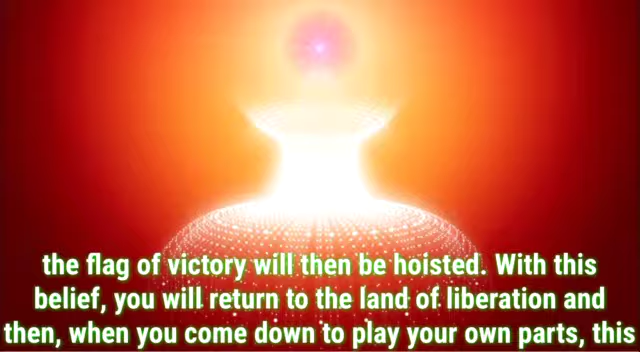 the flag of victory will then be hoisted. With this
belief, you will return to the land of liberation and
then, when you come down to play your own parts, this